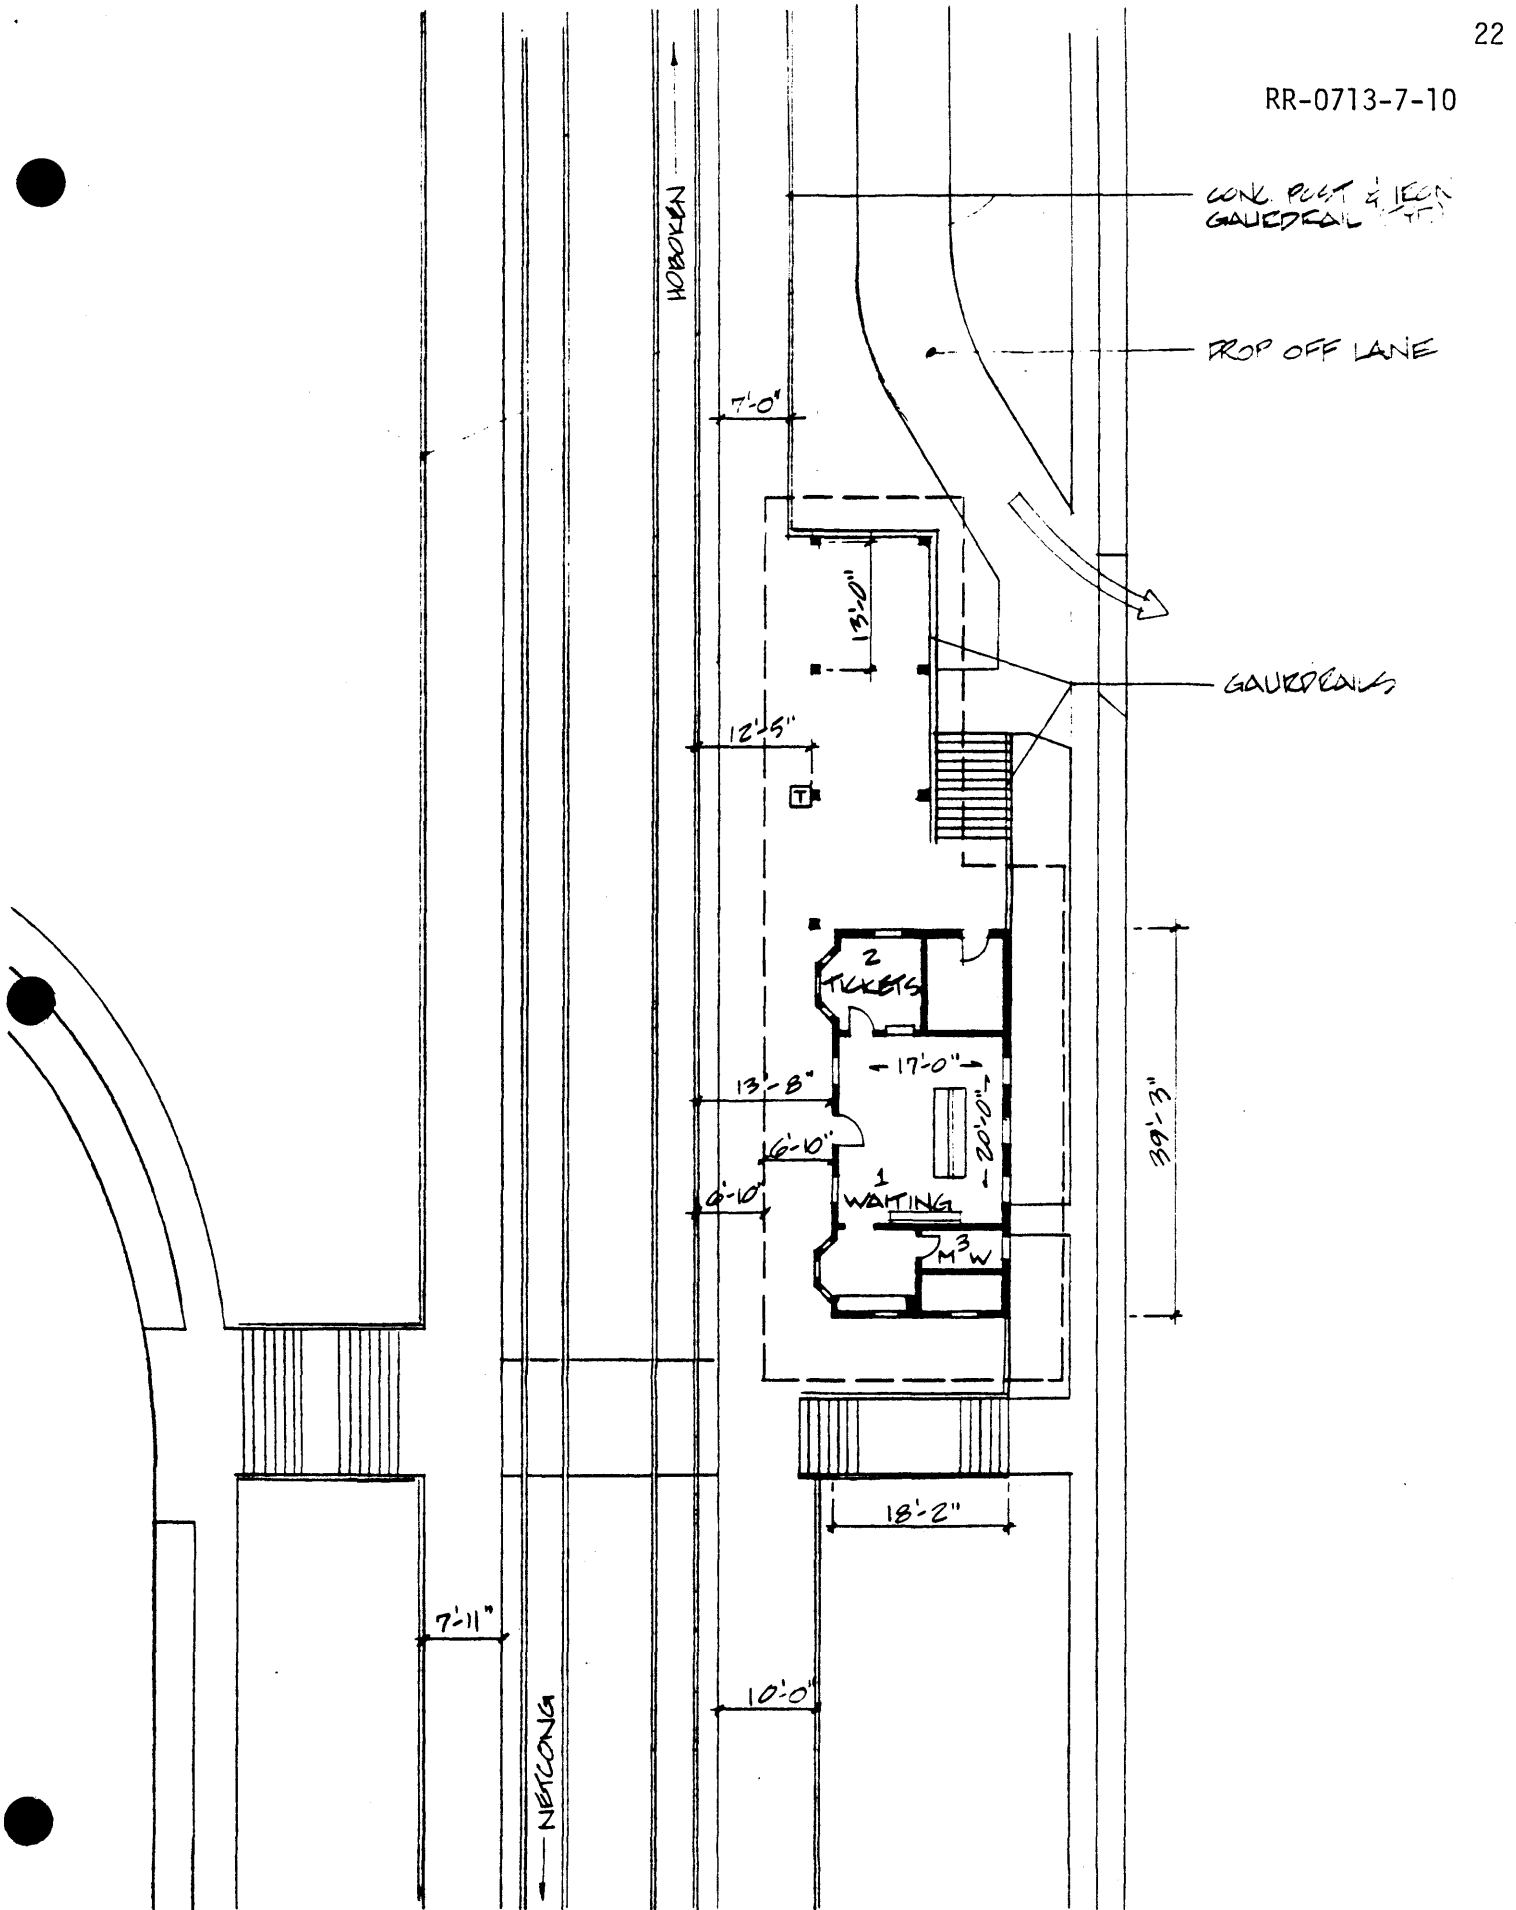 22
RR-0713-7-10
CONC. POST & IRON
GAURDRAIL (TYP.)
HOBOKEN
DROP OFF LANE
7'-0"
13'-0"
GAURDRAILS
12'-5"
T
2
TICKETS
17'-0"
13'-8"
20'-0"
39'-3"
6'-10"
6'-10"
1
WAITING
3
M W
18'-2"
7'-11"
10'-0"
NETCONG